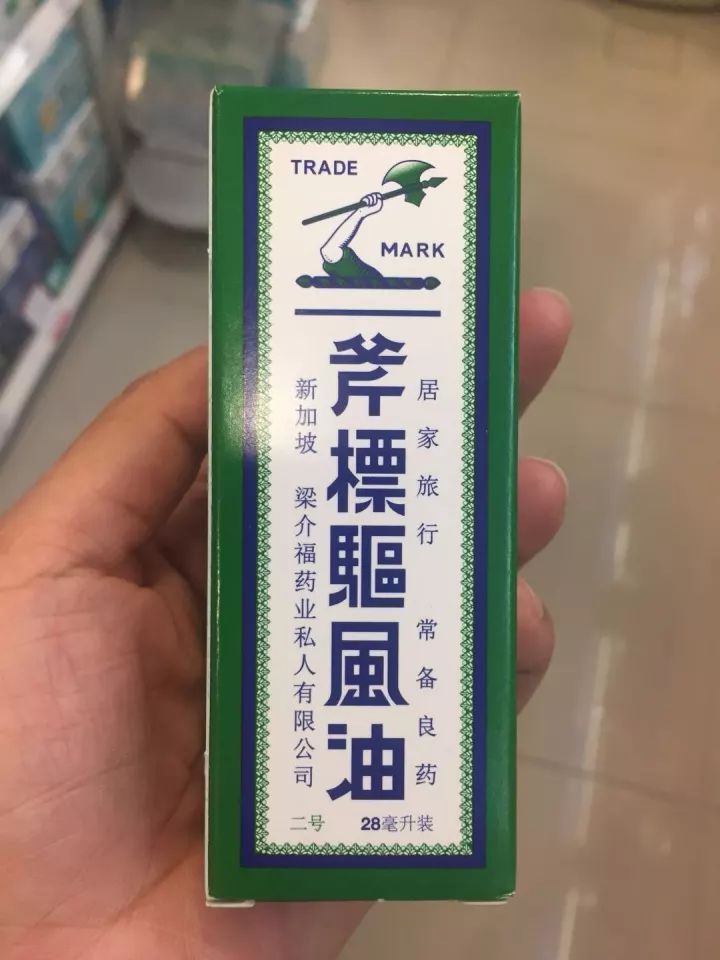 TRADE
MARK
居家旅行 常备良药
斧標驅風油
新加坡 梁介福药业私人有限公司
二号 28毫升装